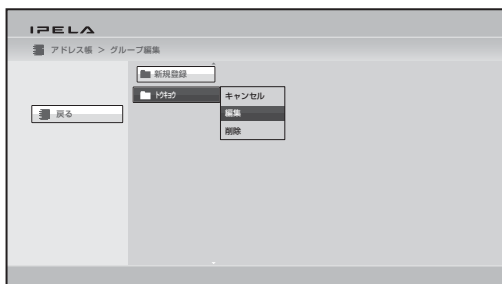 IPELA
アドレス帳 > グループ編集
新規登録
トウキョウ
キャンセル
編集
削除
戻る